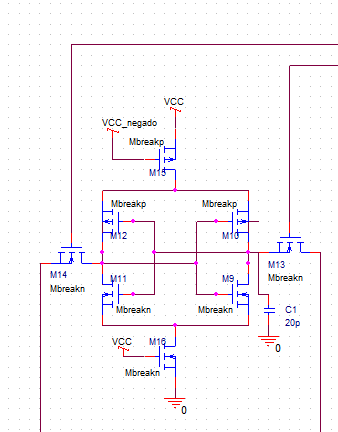 VCC
VCC_negado
Mbreakp
M15
Mbreakp
Mbreakp
M12
M10
M14
Mbreakn
M11
M9
M13
Mbreakn
Mbreakn
Mbreakn
C1
20p
VCC
M16
Mbreakn
0
0